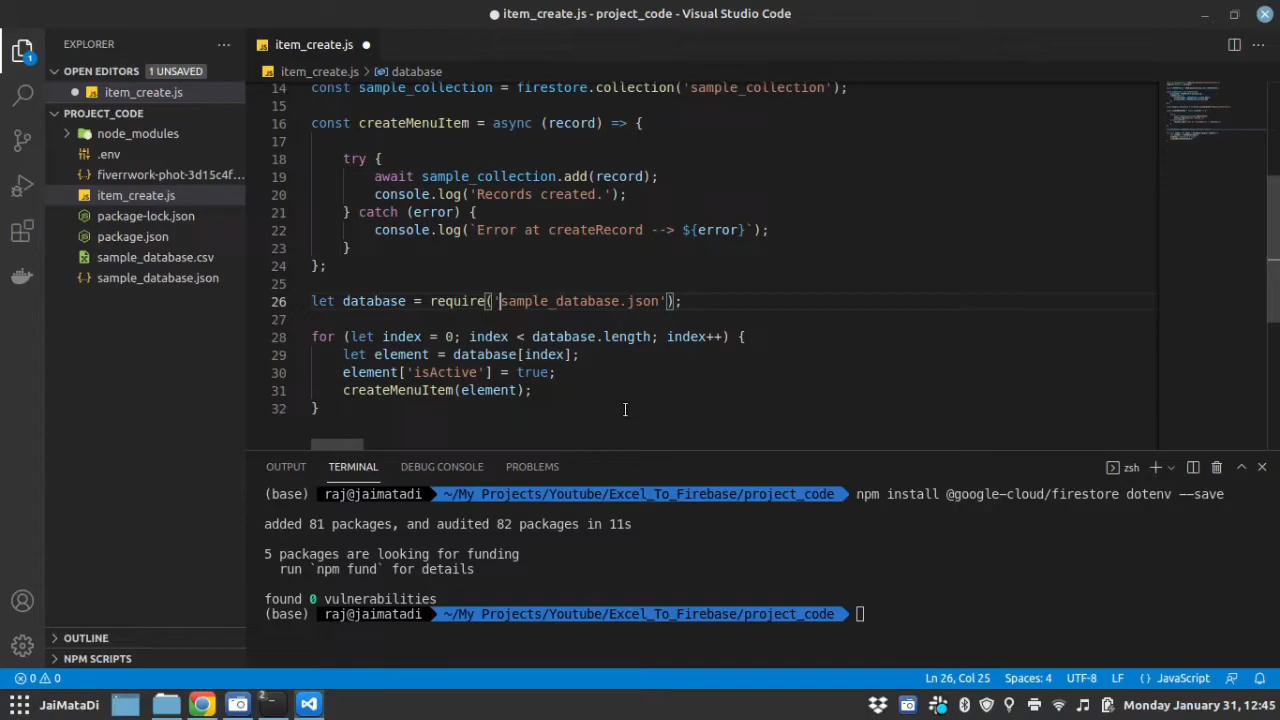 item_create.js - project_code - Visual Studio Code
EXPLORER
item_create.js
OPEN EDITORS 1 UNSAVED
item_create.js > database
item_create.js
PROJECT_CODE
node_modules
.env
fiverrwork-phot-3d15c4f...
item_create.js
package-lock.json
package.json
sample_database.csv
sample_database.json
OUTLINE
NPM SCRIPTS
14 const sample_collection = firestore.collection('sample_collection');
15
16 const createMenuItem = async (record) => {
17
18 try {
19 await sample_collection.add(record);
20 console.log('Records created.');
21 } catch (error) {
22 console.log(`Error at createRecord --> ${error}`);
23 }
24 };
25
26 let database = require('sample_database.json');
27
28 for (let index = 0; index < database.length; index++) {
29 let element = database[index];
30 element['isActive'] = true;
31 createMenuItem(element);
32 }
OUTPUT TERMINAL DEBUG CONSOLE PROBLEMS zsh
(base) raj@jaimatadi ~/My Projects/Youtube/Excel_To_Firebase/project_code npm install @google-cloud/firestore dotenv --save
added 81 packages, and audited 82 packages in 11s
5 packages are looking for funding
run `npm fund` for details
found 0 vulnerabilities
(base) raj@jaimatadi ~/My Projects/Youtube/Excel_To_Firebase/project_code
0 0 Ln 26, Col 25 Spaces: 4 UTF-8 LF {} JavaScript
JaiMaTaDi 2 Monday January 31, 12:45